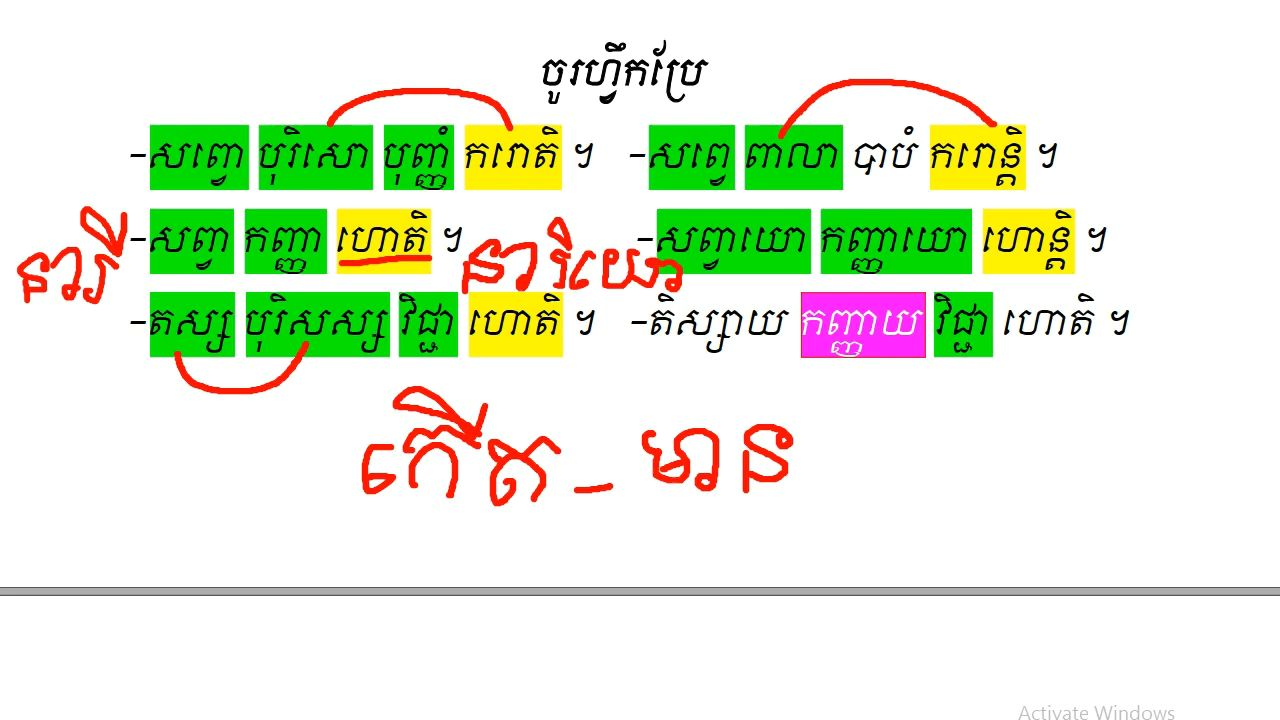 ចូរហ្វឹកប្រែ
-សព្វោ បុរិសោ បុញ្ញំ ករោតិ ។ -សព្វេ ពាលា បាបំ ករោន្តិ ។
-សព្វា កញ្ញា ហោតិ ។ -សព្វាយោ កញ្ញាយោ ហោន្តិ ។
នារី នារិយោ
-តស្ស បុរិសស្ស វិជ្ជា ហោតិ ។ -តិស្សាយ កញ្ញាយ វិជ្ជា ហោតិ ។
កើត - មាន
Activate Windows